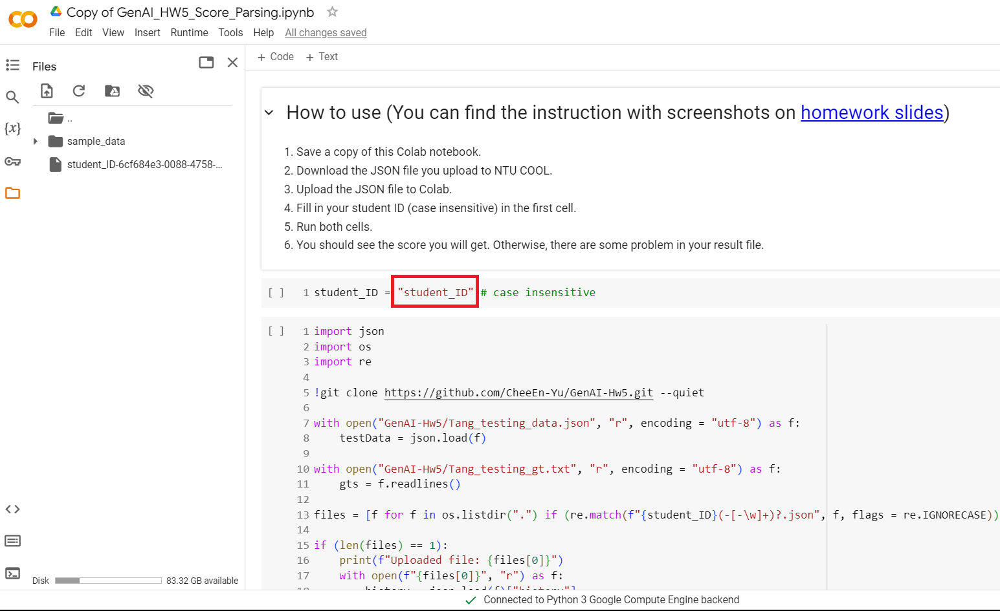 Copy of GenAI_HW5_Score_Parsing.ipynb
File Edit View Insert Runtime Tools Help All changes saved
Files
+ Code + Text
..
sample_data
student_ID-6cf684e3-0088-4758-...
{x}
How to use (You can find the instruction with screenshots on homework slides)
1. Save a copy of this Colab notebook.
2. Download the JSON file you upload to NTU COOL.
3. Upload the JSON file to Colab.
4. Fill in your student ID (case insensitive) in the first cell.
5. Run both cells.
6. You should see the score you will get. Otherwise, there are some problem in your result file.
[ ] 1 student_ID = "student_ID" # case insensitive
[ ] 1 import json
2 import os
3 import re
4
5 !git clone https://github.com/CheeEn-Yu/GenAI-Hw5.git --quiet
6
7 with open("GenAI-Hw5/Tang_testing_data.json", "r", encoding = "utf-8") as f:
8 testData = json.load(f)
9
10 with open("GenAI-Hw5/Tang_testing_gt.txt", "r", encoding = "utf-8") as f:
11 gts = f.readlines()
12
13 files = [f for f in os.listdir(".") if (re.match(f"{student_ID}(-[-\w]+)?.json", f, flags = re.IGNORECASE))
14
15 if (len(files) == 1):
16 print(f"Uploaded file: {files[0]}")
17 with open(f"{files[0]}", "r") as f:
Disk 83.32 GB available
Connected to Python 3 Google Compute Engine backend